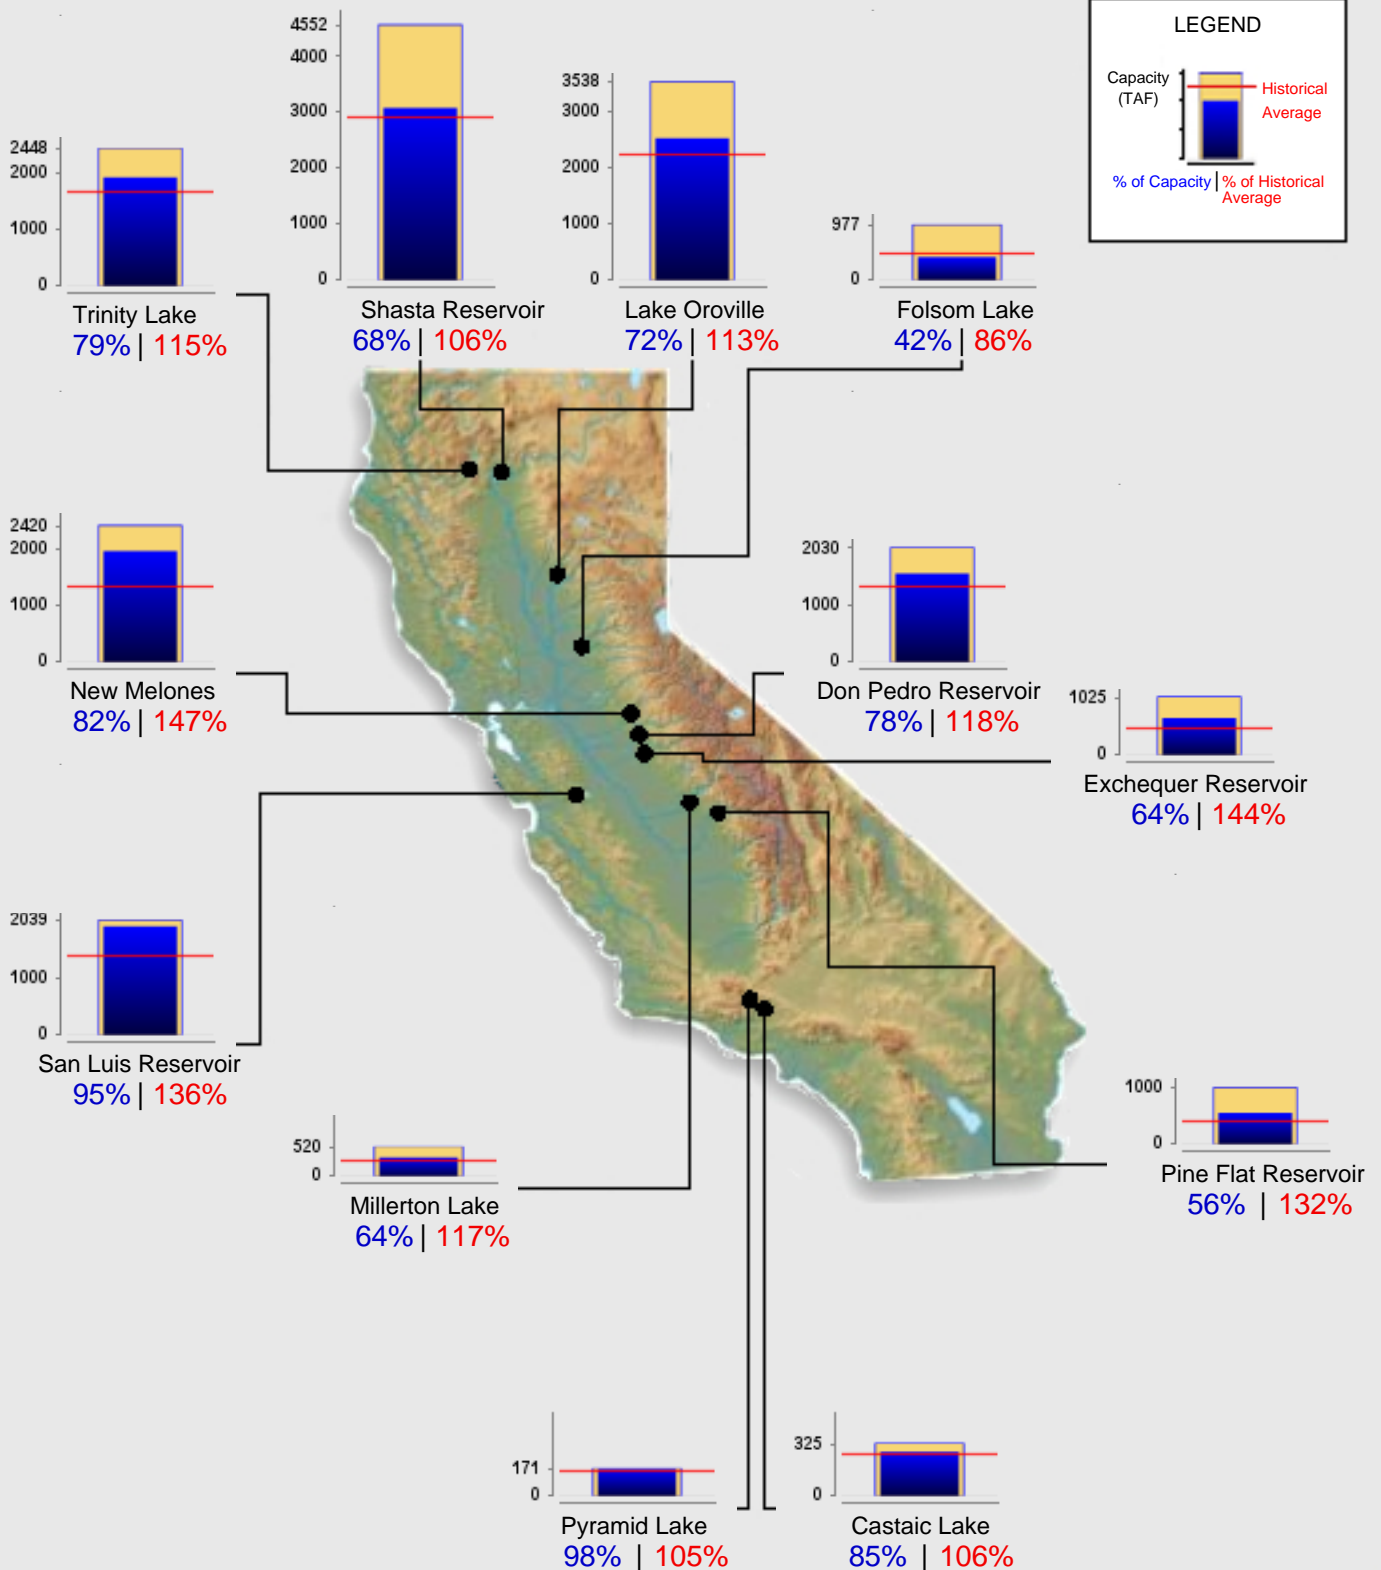 4552
4000
3000
2000
1000
0
3538
3000
2000
1000
0
LEGEND
Capacity
(TAF)
Historical
Average
% of Capacity | % of Historical
Average
2448
2000
1000
0
977
0
Trinity Lake
79% | 115%
Shasta Reservoir
68% | 106%
Lake Oroville
72% | 113%
Folsom Lake
42% | 86%
2420
2000
1000
0
New Melones
82% | 147%
2030
1000
0
Don Pedro Reservoir
78% | 118%
1025
0
Exchequer Reservoir
64% | 144%
2039
1000
0
San Luis Reservoir
95% | 136%
520
0
Millerton Lake
64% | 117%
1000
0
Pine Flat Reservoir
56% | 132%
171
0
Pyramid Lake
98% | 105%
325
0
Castaic Lake
85% | 106%